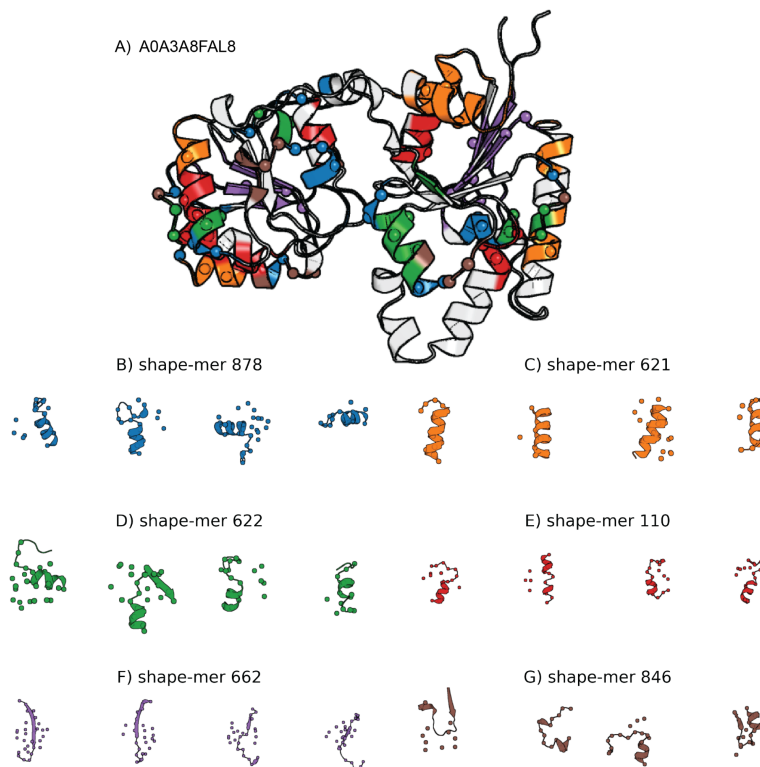 A) A0A3A8FAL8
B) shape-mer 878
C) shape-mer 621
D) shape-mer 622
E) shape-mer 110
F) shape-mer 662
G) shape-mer 846